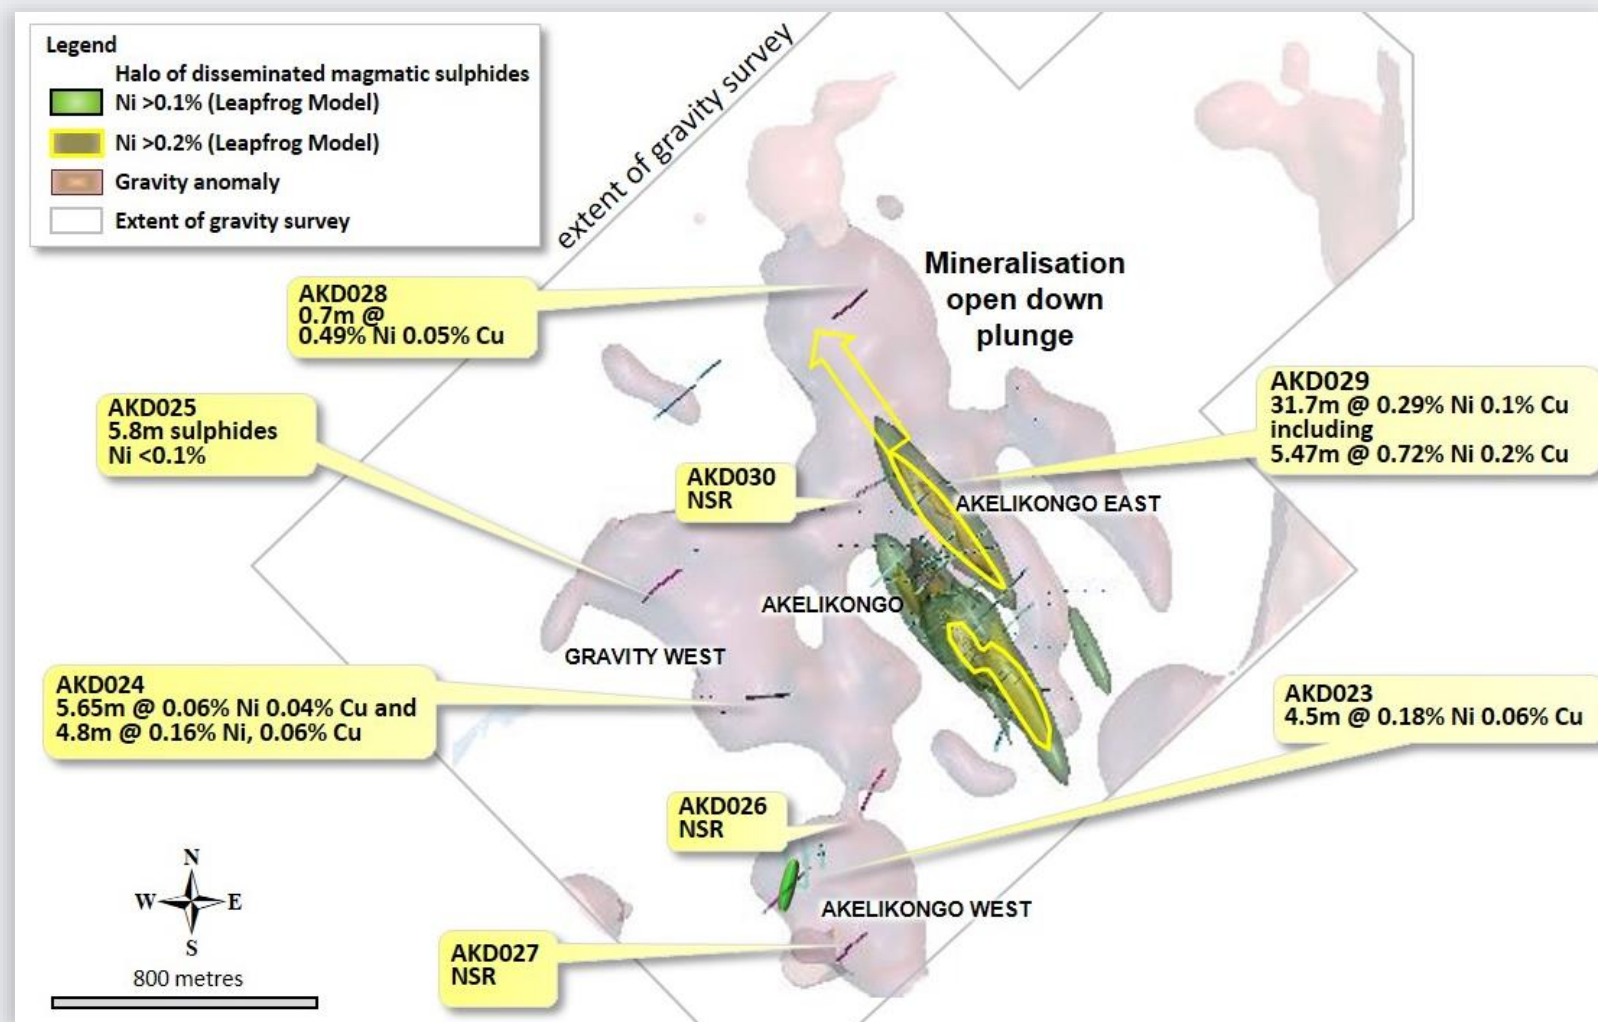 Legend
Halo of disseminated magmatic sulphides
Ni >0.1% (Leapfrog Model)
Ni >0.2% (Leapfrog Model)
Gravity anomaly
Extent of gravity survey
extent of gravity survey
Mineralisation
open down
plunge
AKD028
0.7m @
0.49% Ni 0.05% Cu
AKD029
31.7m @ 0.29% Ni 0.1% Cu
including
5.47m @ 0.72% Ni 0.2% Cu
AKD025
5.8m sulphides
Ni <0.1%
AKD030
NSR
AKELIKONGO EAST
AKELIKONGO
GRAVITY WEST
AKD024
5.65m @ 0.06% Ni 0.04% Cu and
4.8m @ 0.16% Ni, 0.06% Cu
AKD023
4.5m @ 0.18% Ni 0.06% Cu
AKD026
NSR
AKELIKONGO WEST
AKD027
NSR
N
W E
S
800 metres